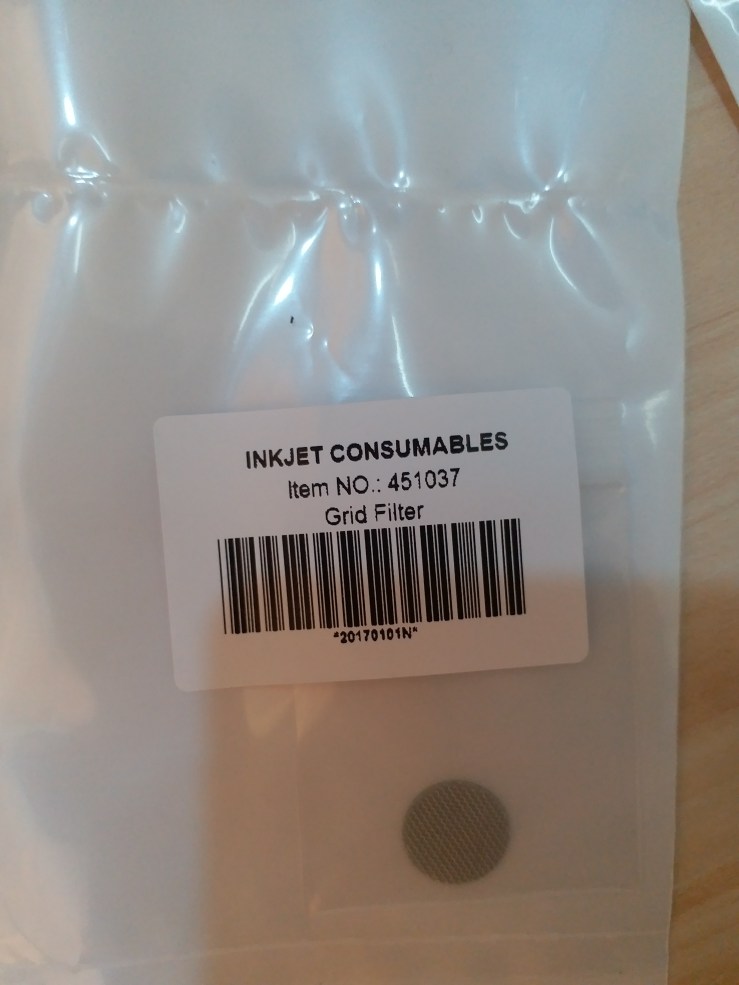 INKJET CONSUMABLES
Item NO.: 451037
Grid Filter
*20170101N*